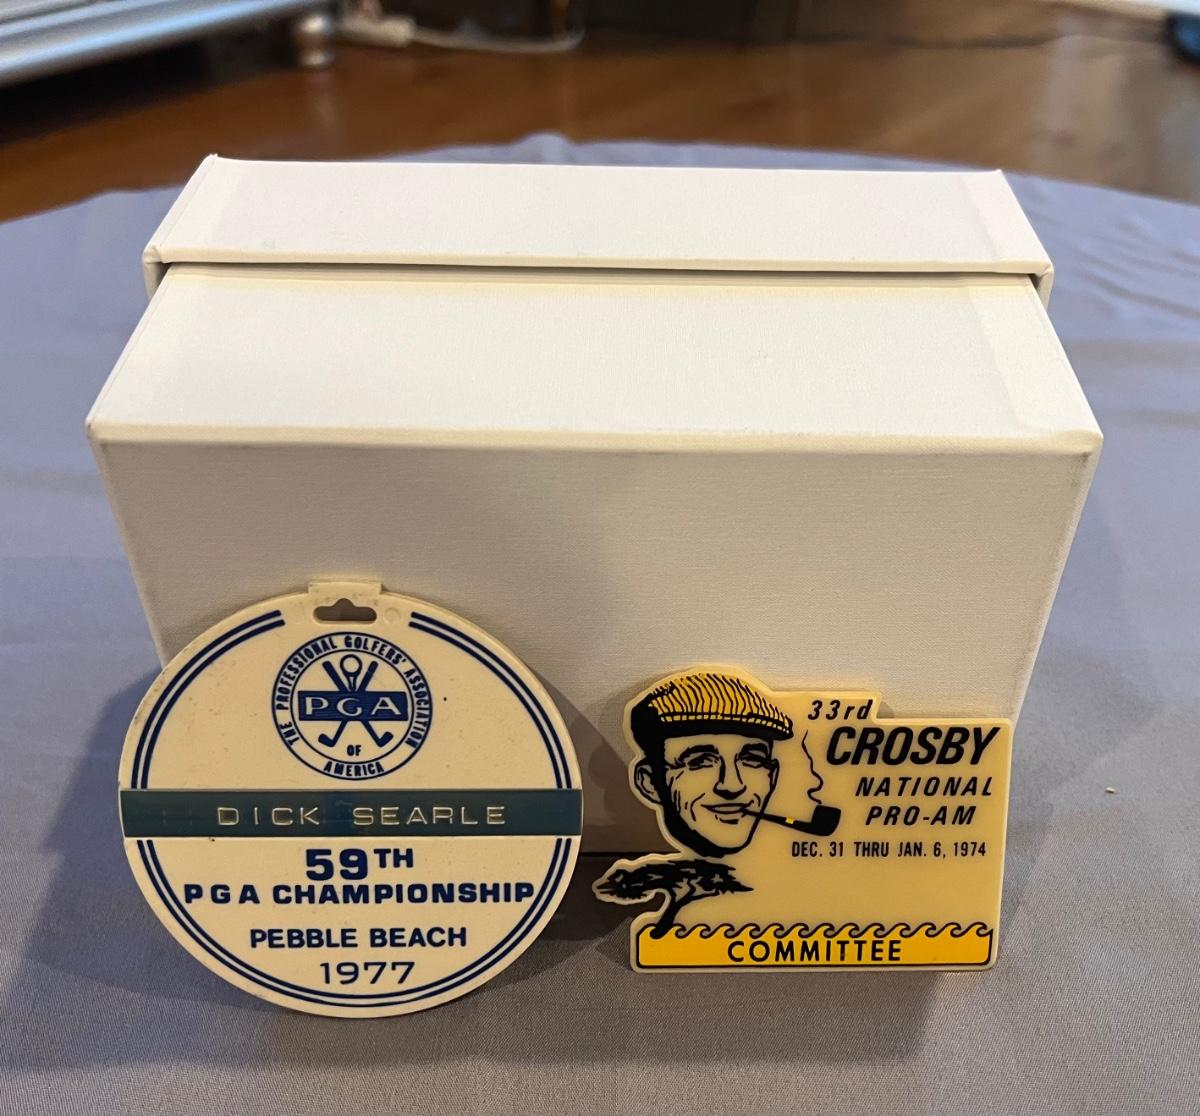 THE PROFESSIONAL GOLFERS' ASSOCIATION
PGA
OF
AMERICA
DICK SEARLE
59TH
PGA CHAMPIONSHIP
PEBBLE BEACH
1977
33rd
CROSBY
NATIONAL
PRO-AM
DEC. 31 THRU JAN. 6, 1974
COMMITTEE